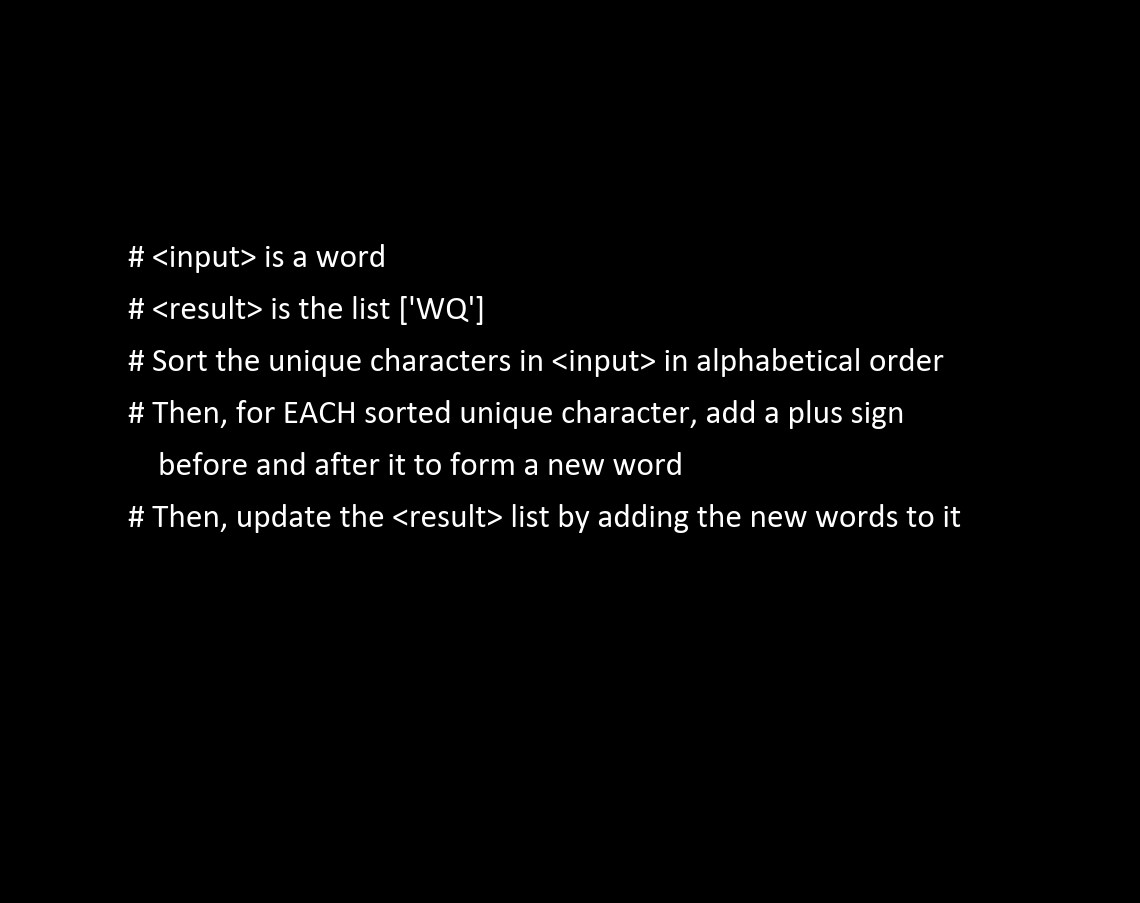 # <input> is a word
# <result> is the list ['WQ']
# Sort the unique characters in <input> in alphabetical order
# Then, for EACH sorted unique character, add a plus sign
before and after it to form a new word
# Then, update the <result> list by adding the new words to it